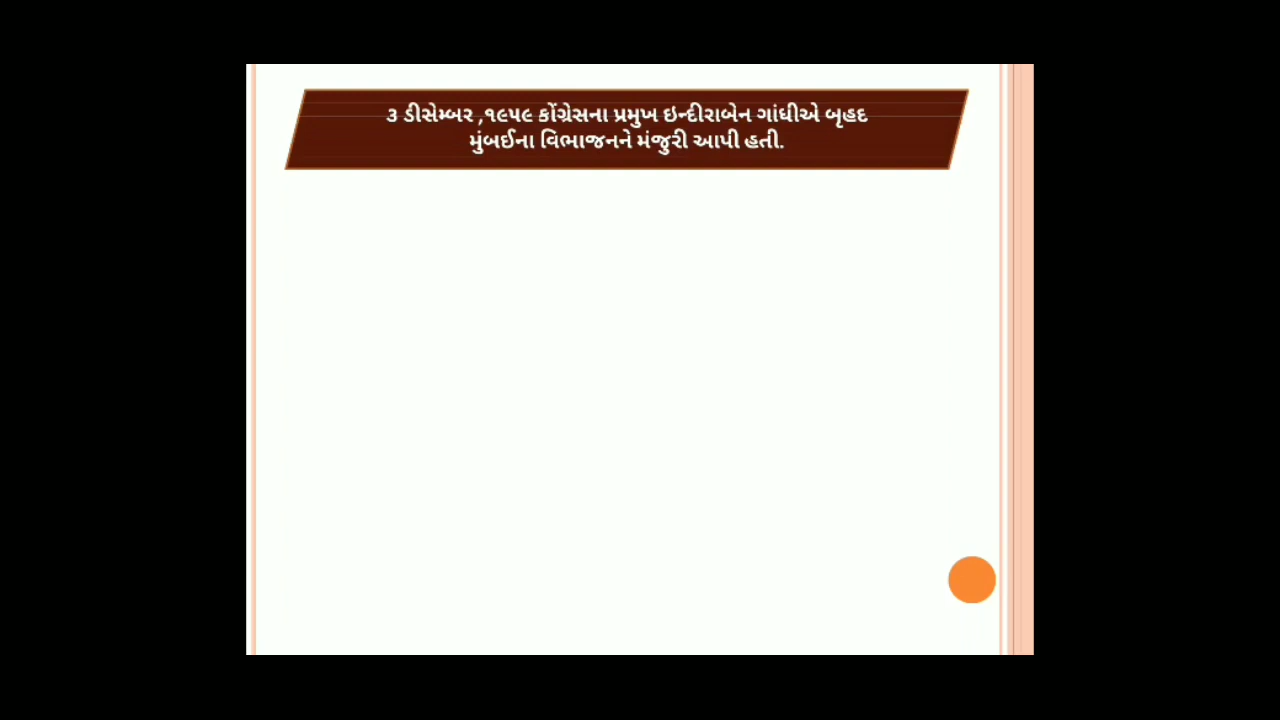 ૩ ડીસેમ્બર ,૧૯૫૯ કોંગ્રેસના પ્રમુખ ઇન્દીરાબેન ગાંધીએ બૃહદ
મુંબઈના વિભાજનને મંજુરી આપી હતી.